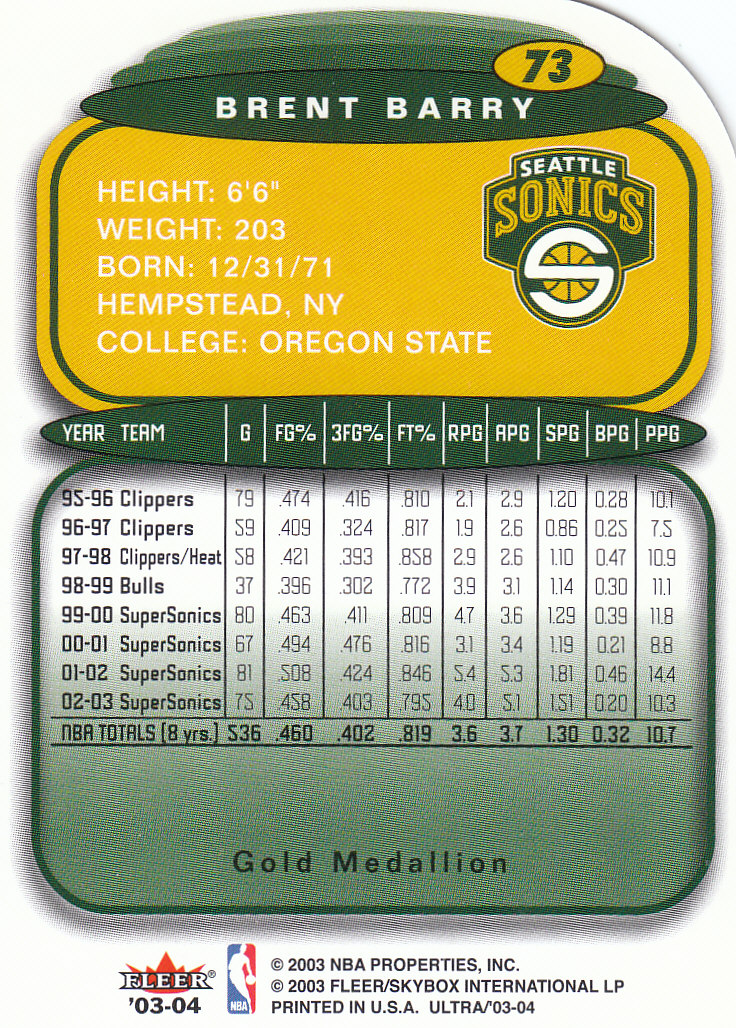 73
BRENT BARRY
SEATTLE
SONICS
HEIGHT: 6'6"
WEIGHT: 203
BORN: 12/31/71
HEMPSTEAD, NY
COLLEGE: OREGON STATE
YEAR TEAM G FG% 3FG% FT% RPG APG SPG BPG PPG
95-96 Clippers 79 .474 .416 .810 2.1 2.9 1.20 0.28 10.1
96-97 Clippers 59 .409 .324 .817 1.9 2.6 0.86 0.25 7.5
97-98 Clippers/Heat 58 .421 .393 .858 2.9 2.6 1.10 0.47 10.9
98-99 Bulls 37 .396 .302 .772 3.9 3.1 1.14 0.30 11.1
99-00 SuperSonics 80 .463 .411 .809 4.7 3.6 1.29 0.39 11.8
00-01 SuperSonics 67 .494 .476 .816 3.1 3.4 1.19 0.21 8.8
01-02 SuperSonics 81 .508 .424 .846 5.4 5.3 1.81 0.46 14.4
02-03 SuperSonics 75 .458 .403 .795 4.0 5.1 1.51 0.20 10.3
NBA TOTALS (8 yrs.) 536 .460 .402 .819 3.6 3.7 1.30 0.32 10.7
Gold Medallion
FLEER®
'03-04
NBA
© 2003 NBA PROPERTIES, INC.
© 2003 FLEER/SKYBOX INTERNATIONAL LP
PRINTED IN U.S.A. ULTRA/'03-04